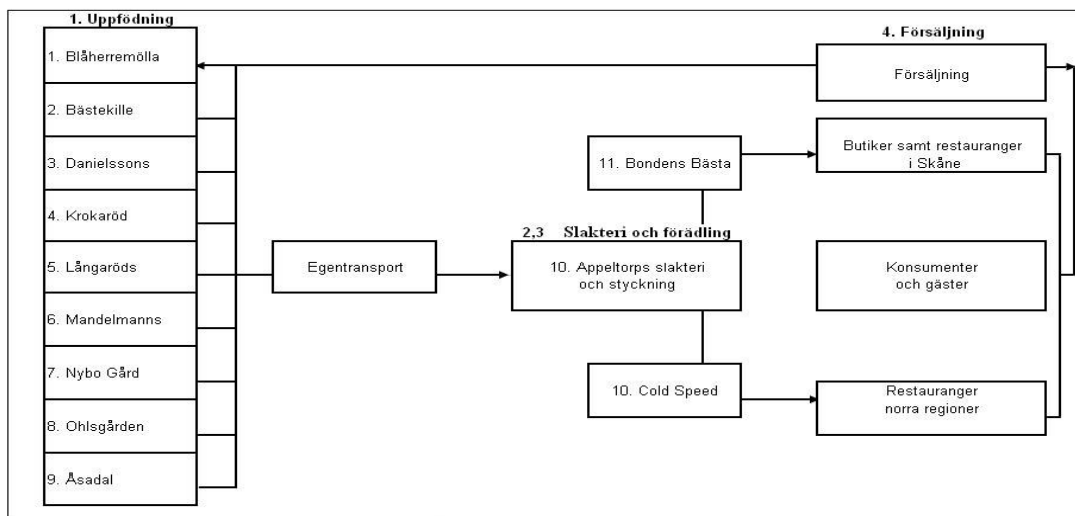 1. Uppfödning
1. Blåherremölla
2. Bästekille
3. Danielssons
4. Krokaröd
5. Långaröds
6. Mandelmanns
7. Nybo Gård
8. Ohlsgården
9. Åsadal
Egentransport
11. Bondens Bästa
2,3 Slakteri och förädling
10. Appeltorps slakteri
och styckning
10. Cold Speed
4. Försäljning
Försäljning
Butiker samt restauranger
i Skåne
Konsumenter
och gäster
Restauranger
norra regioner